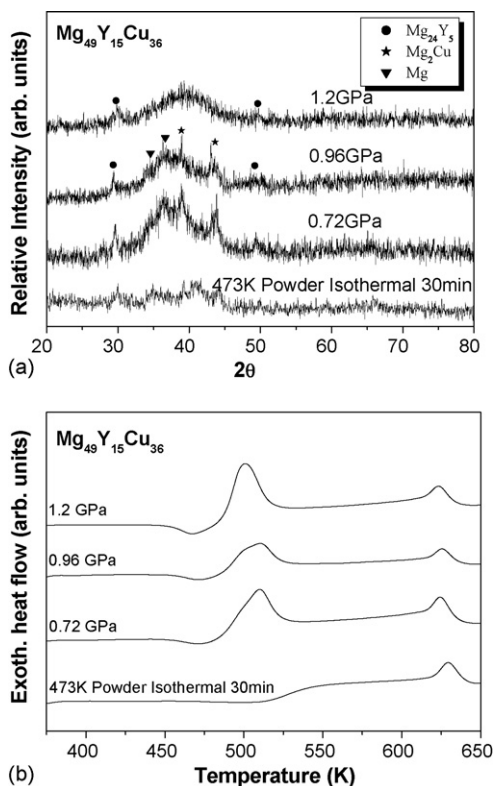 Mg₄₉Y₁₅Cu₃₆
● Mg₂₄Y₅
★ Mg₂Cu
▼ Mg
1.2GPa
0.96GPa
0.72GPa
473K Powder Isothermal 30min
Relative Intensity (arb. units)
20 30 40 50 60 70 80
2θ
(a)
Mg₄₉Y₁₅Cu₃₆
1.2 GPa
0.96 GPa
0.72 GPa
473K Powder Isothermal 30min
Exoth. heat flow (arb. units)
400 450 500 550 600 650
Temperature (K)
(b)